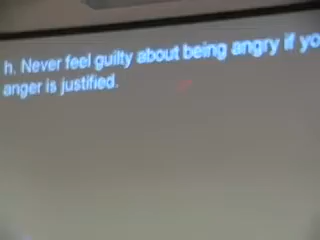 h. Never feel guilty about being angry if yo
anger is justified.